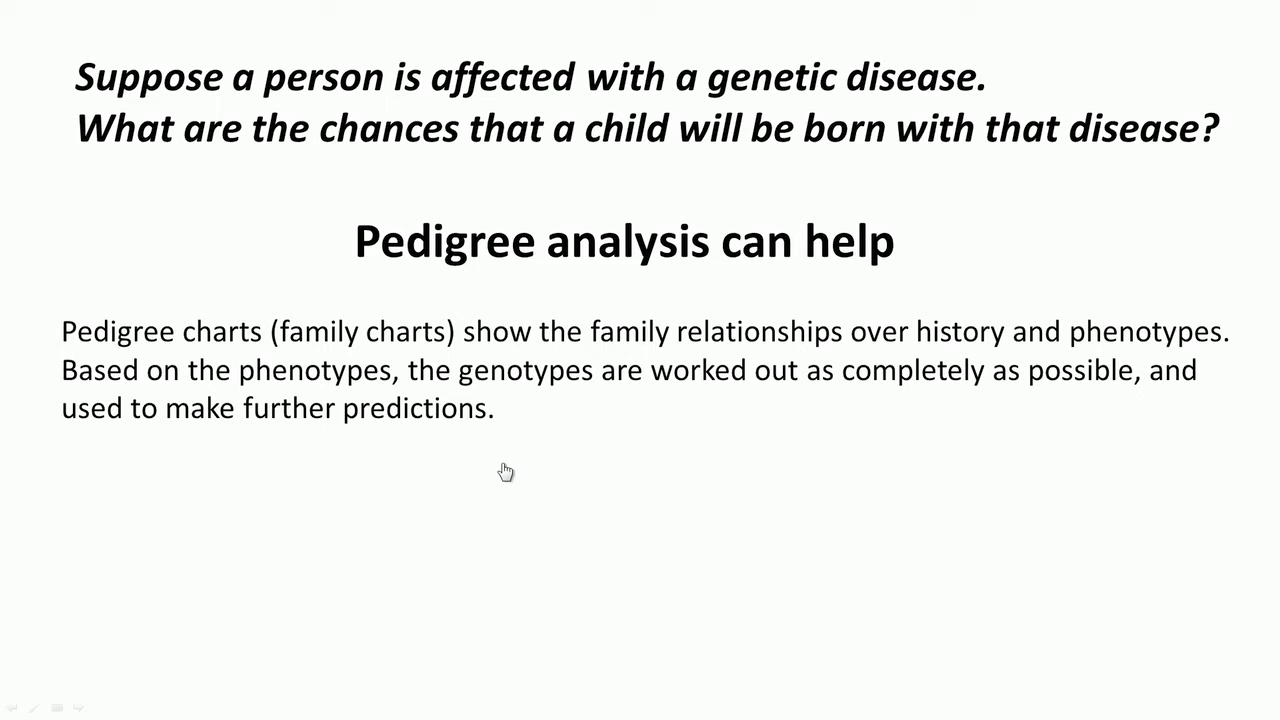 Suppose a person is affected with a genetic disease.
What are the chances that a child will be born with that disease?
Pedigree analysis can help
Pedigree charts (family charts) show the family relationships over history and phenotypes.
Based on the phenotypes, the genotypes are worked out as completely as possible, and
used to make further predictions.